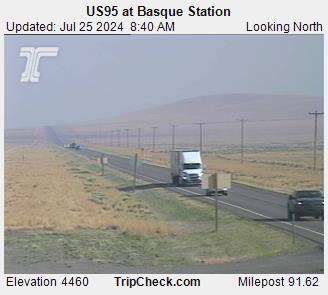 US95 at Basque Station
Updated: Jul 25 2024 8:40 AM Looking North
Elevation 4460 TripCheck.com Milepost 91.62